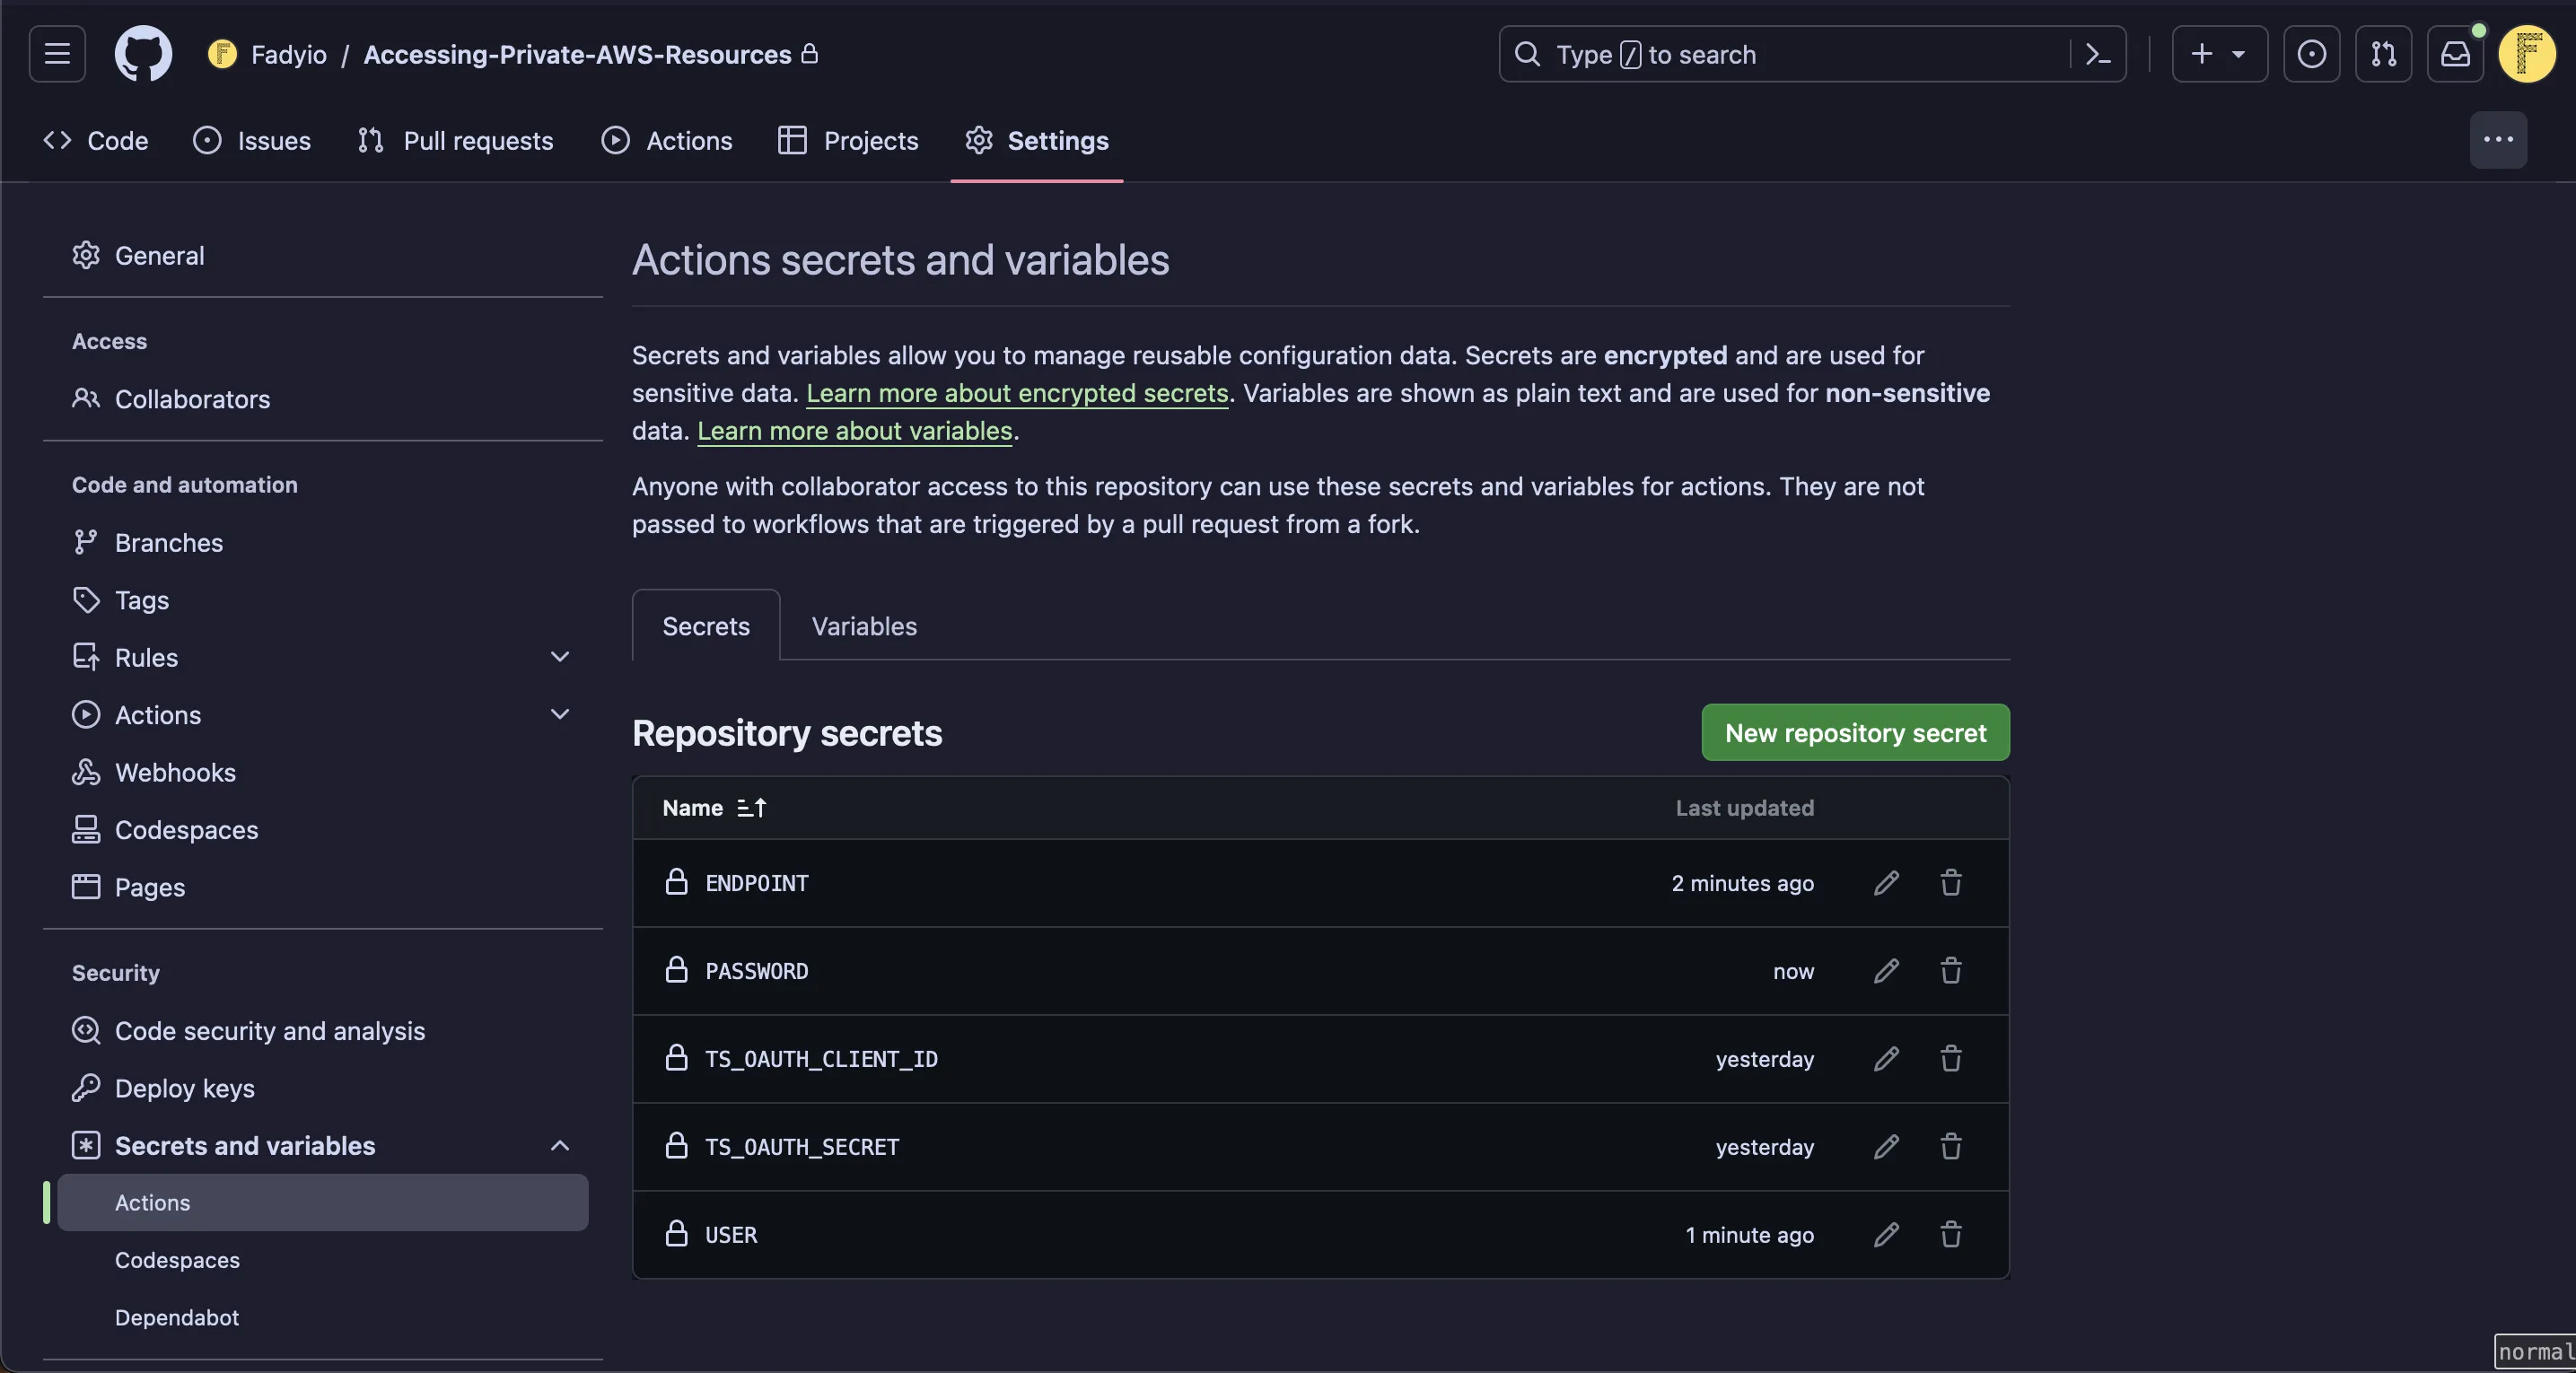 Fadyio / Accessing-Private-AWS-Resources
Type / to search
Code
Issues
Pull requests
Actions
Projects
Settings
General
Access
Collaborators
Code and automation
Branches
Tags
Rules
Actions
Webhooks
Codespaces
Pages
Security
Code security and analysis
Deploy keys
Secrets and variables
Actions
Codespaces
Dependabot
Actions secrets and variables
Secrets and variables allow you to manage reusable configuration data. Secrets are encrypted and are used for
sensitive data. Learn more about encrypted secrets. Variables are shown as plain text and are used for non-sensitive
data. Learn more about variables.
Anyone with collaborator access to this repository can use these secrets and variables for actions. They are not
passed to workflows that are triggered by a pull request from a fork.
Secrets
Variables
Repository secrets
New repository secret
Name
Last updated
ENDPOINT
2 minutes ago
PASSWORD
now
TS_OAUTH_CLIENT_ID
yesterday
TS_OAUTH_SECRET
yesterday
USER
1 minute ago
normal